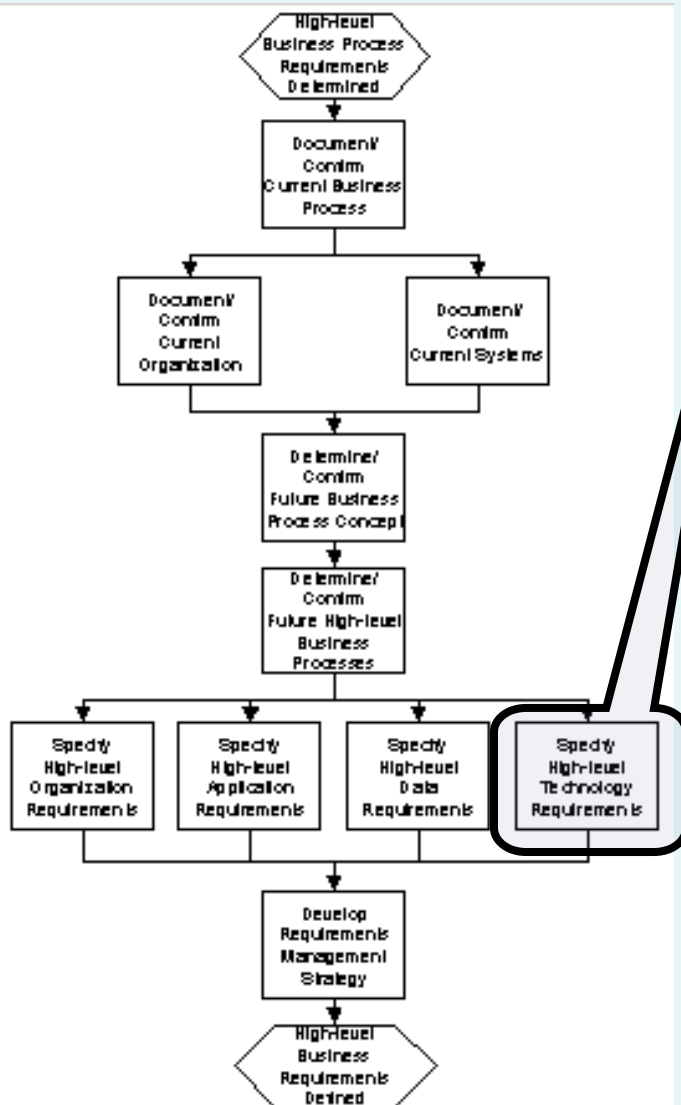 High-level
Business Process
Requirements
Determined
Document/
Confirm
Current Business
Process
Document/
Confirm
Current
Organization
Document/
Confirm
Current Systems
Determine/
Confirm
Future Business
Process Concept
Determine/
Confirm
Future High-level
Business
Processes
Specify
High-level
Organization
Requirements
Specify
High-level
Application
Requirements
Specify
High-level
Data
Requirements
Specify
High-level
Technology
Requirements
Develop
Requirements
Management
Strategy
High-level
Business
Requirements
Defined